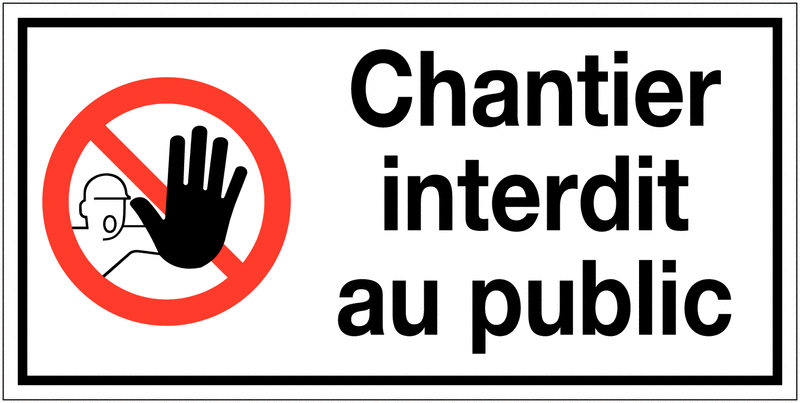 Chantier
interdit
au public